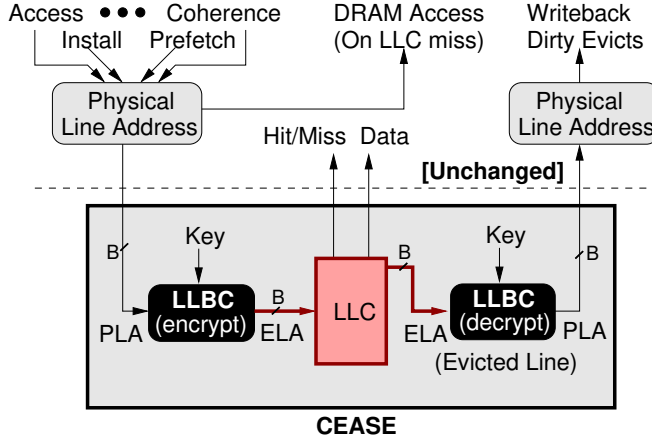 Access ••• Coherence
Install Prefetch
DRAM Access
(On LLC miss)
Writeback
Dirty Evicts
Physical
Line Address
Physical
Line Address
Hit/Miss Data
[Unchanged]
B
Key
B
Key
B
LLBC
(encrypt)
B
LLC
LLBC
(decrypt)
PLA
ELA
ELA
PLA
(Evicted Line)
CEASE